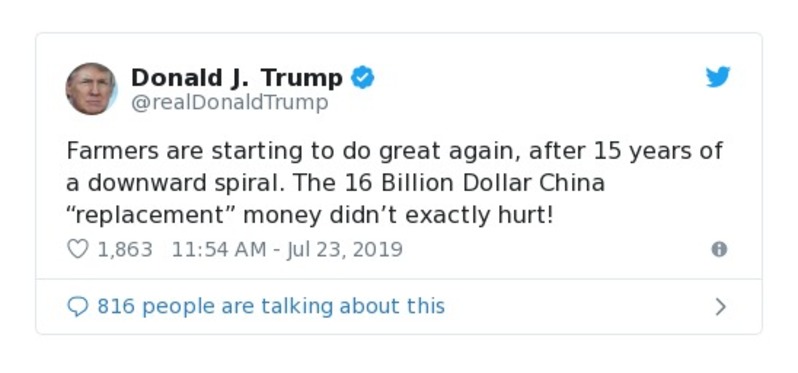 Donald J. Trump
@realDonaldTrump
Farmers are starting to do great again, after 15 years of
a downward spiral. The 16 Billion Dollar China
“replacement” money didn’t exactly hurt!
1,863 11:54 AM - Jul 23, 2019
816 people are talking about this